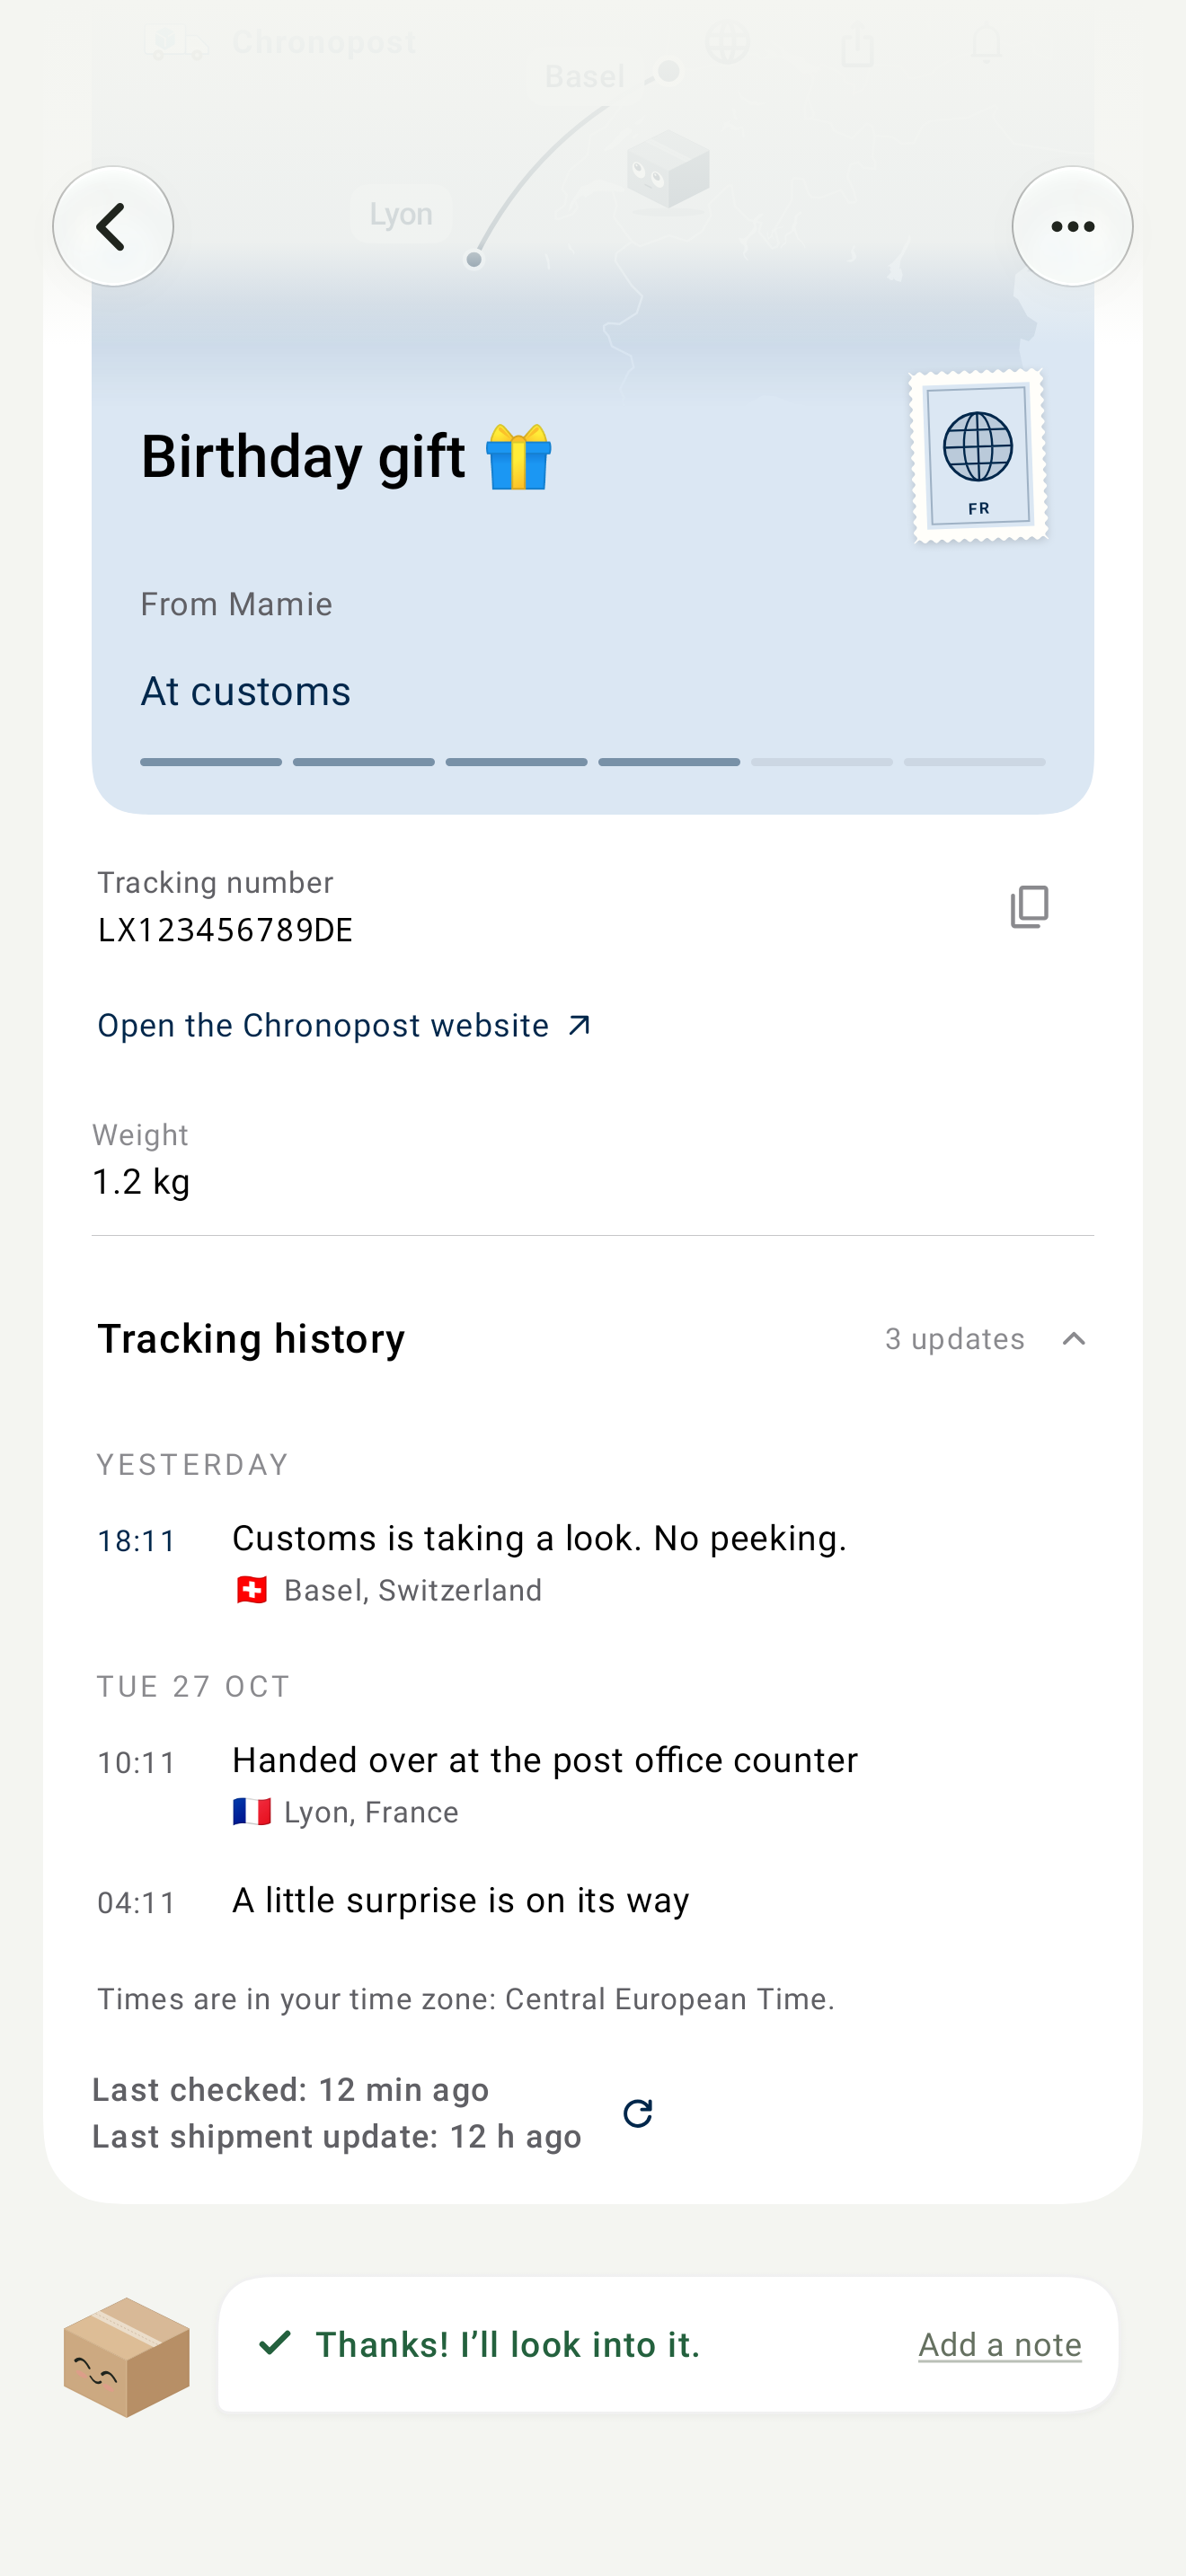 Chronopost
Basel
Lyon
Birthday gift 🎁
FR
From Mamie
At customs
Tracking number
LX123456789DE
Open the Chronopost website
Weight
1.2 kg
Tracking history
3 updates
YESTERDAY
18:11 Customs is taking a look. No peeking.
🇨🇭 Basel, Switzerland
TUE 27 OCT
10:11 Handed over at the post office counter
🇫🇷 Lyon, France
04:11 A little surprise is on its way
Times are in your time zone: Central European Time.
Last checked: 12 min ago
Last shipment update: 12 h ago
Thanks! I’ll look into it.
Add a note